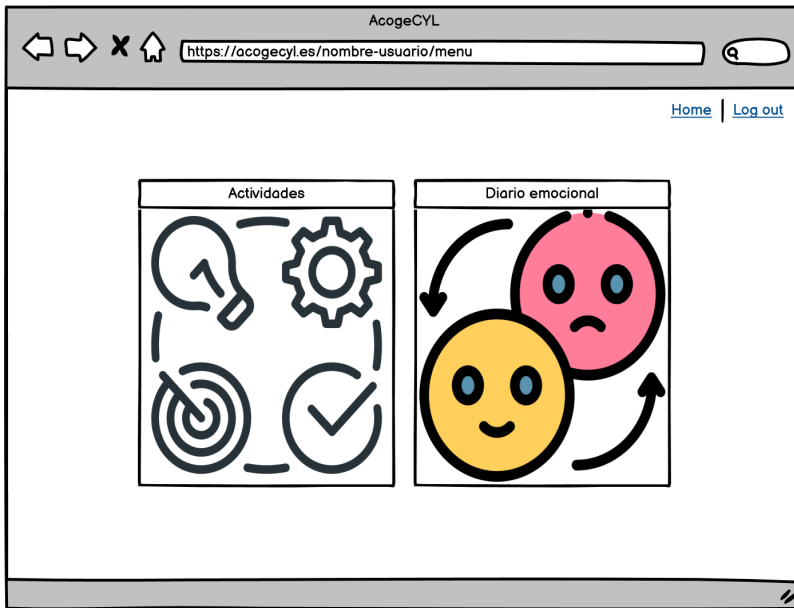 AcogeCYL
https://acogecyl.es/nombre-usuario/menu
Home | Log out
Actividades
Diario emocional